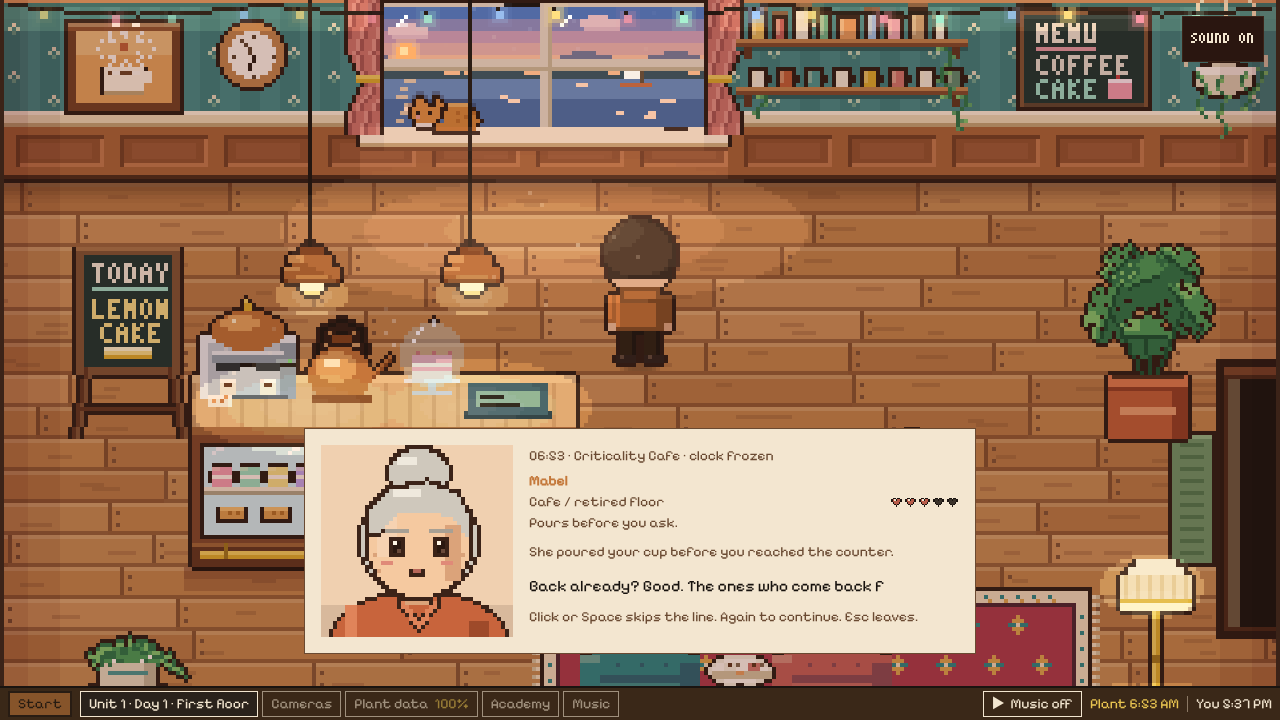 SOUND ON
MENU
COFFEE
CAKE
TODAY
LEMON
CAKE
06:53 · Criticality Cafe · clock frozen
Mabel
Cafe / retired floor
Pours before you ask.
She poured your cup before you reached the counter.
Back already? Good. The ones who come back f
Click or Space skips the line. Again to continue. Esc leaves.
Start
Unit 1 · Day 1 · First floor
Cameras
Plant data 100%
Academy
Music
▶ Music off
Plant 6:53 AM
You 8:37 PM